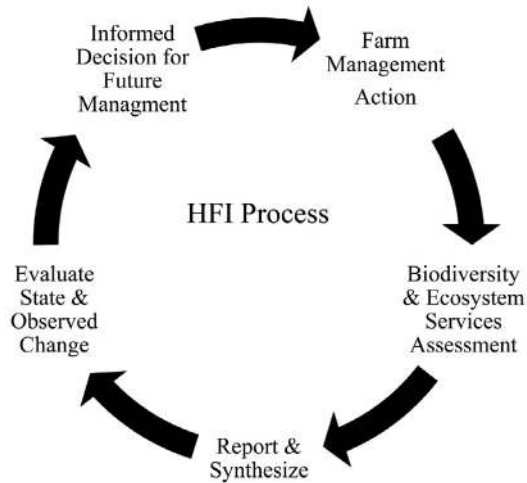 Informed
Decision for
Future
Managment
Farm
Management
Action
HFI Process
Biodiversity
& Ecosystem
Services
Assessment
Report &
Synthesize
Evaluate
State &
Observed
Change